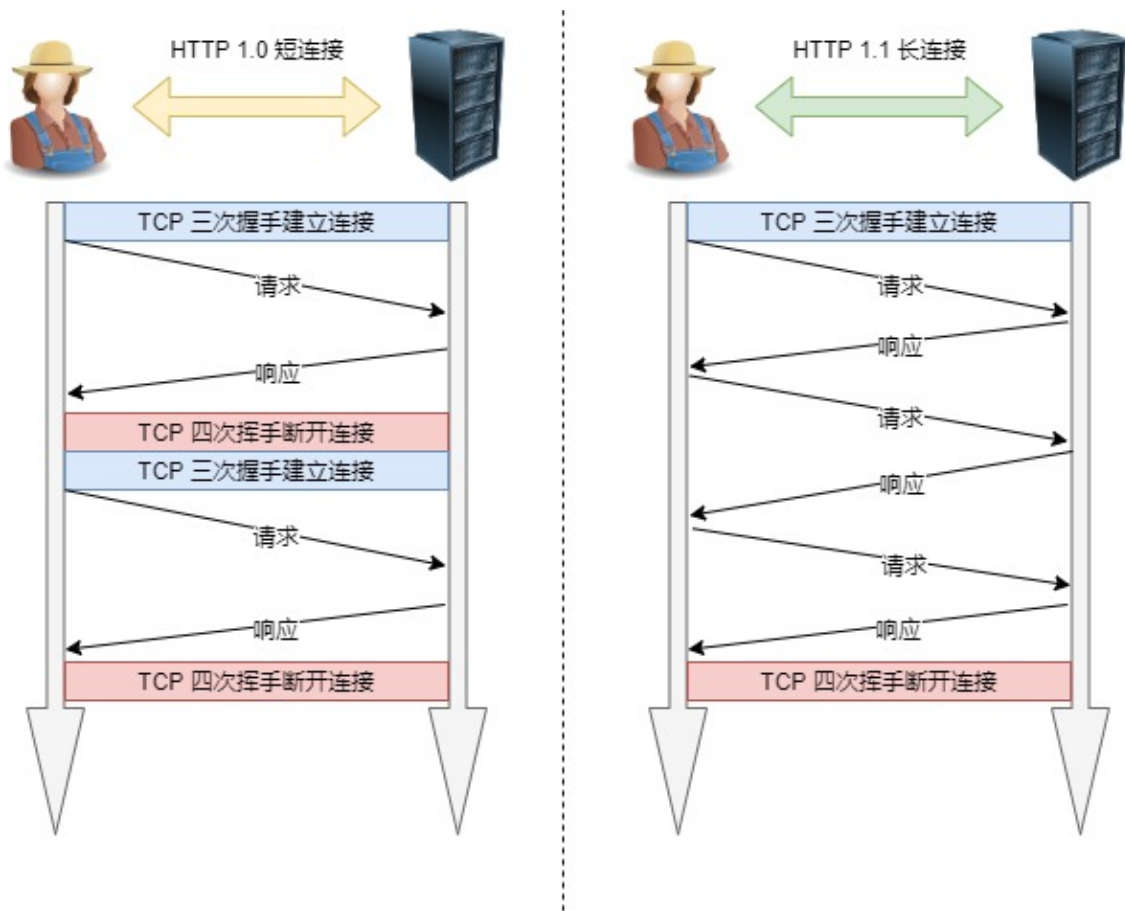 HTTP 1.0 短连接
TCP 三次握手建立连接
请求
响应
TCP 四次挥手断开连接
TCP 三次握手建立连接
请求
响应
TCP 四次挥手断开连接
HTTP 1.1 长连接
TCP 三次握手建立连接
请求
响应
请求
响应
请求
响应
TCP 四次挥手断开连接